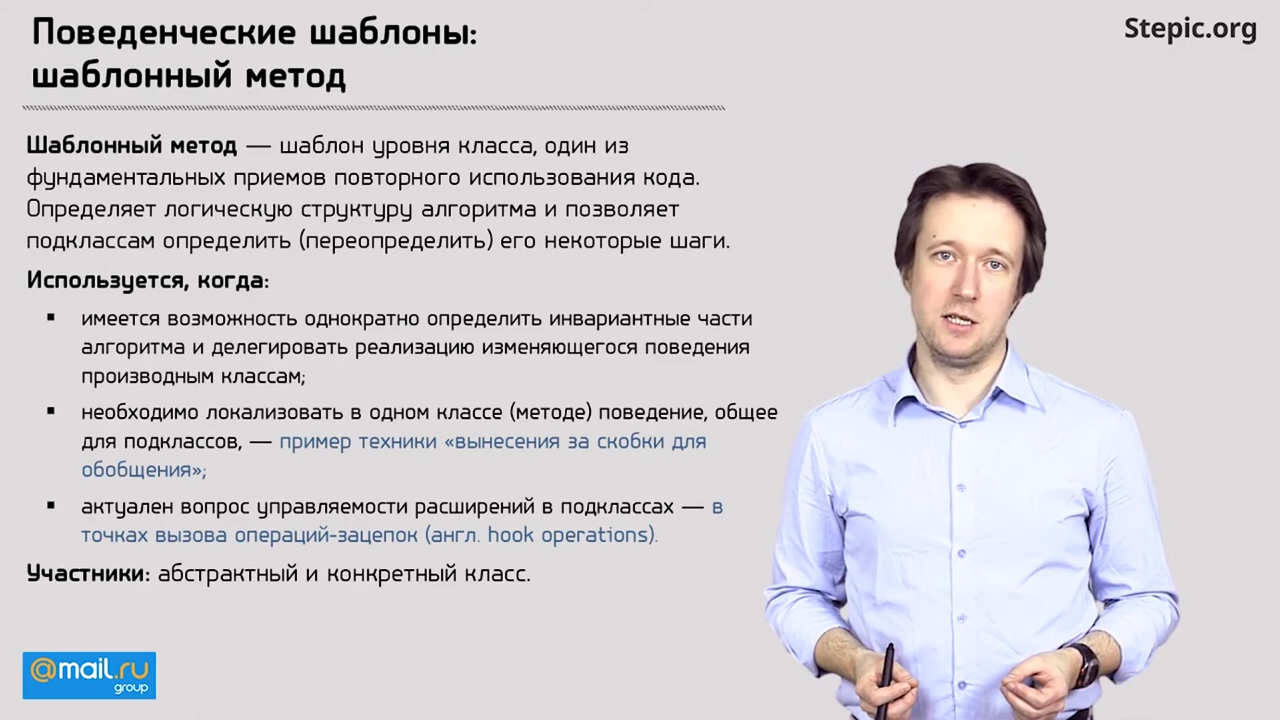 Поведенческие шаблоны:
шаблонный метод
Stepic.org
Шаблонный метод — шаблон уровня класса, один из
фундаментальных приемов повторного использования кода.
Определяет логическую структуру алгоритма и позволяет
подклассам определить (переопределить) его некоторые шаги.
Используется, когда:
▪ имеется возможность однократно определить инвариантные части
алгоритма и делегировать реализацию изменяющегося поведения
производным классам;
▪ необходимо локализовать в одном классе (методе) поведение, общее
для подклассов, — пример техники «вынесения за скобки для
обобщения»;
▪ актуален вопрос управляемости расширений в подклассах — в
точках вызова операций-зацепок (англ. hook operations).
Участники: абстрактный и конкретный класс.
@mail.ru
group